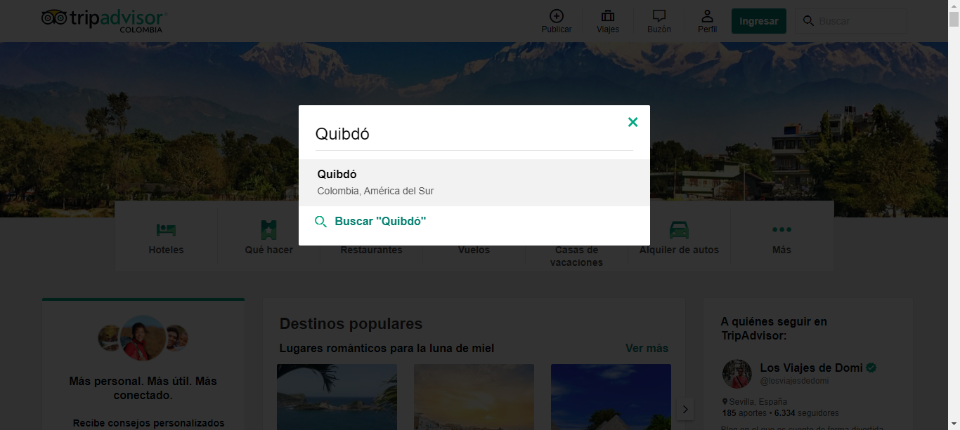 tripadvisor
COLOMBIA
Publicar
Viajes
Buzón
Perfil
Ingresar
Buscar
Quibdó
Quibdó
Colombia, América del Sur
Buscar "Quibdó"
Hoteles
Qué hacer
Restaurantes
Vuelos
Casas de
vacaciones
Alquiler de autos
Más
Más personal. Más útil. Más
conectado.
Recibe consejos personalizados
Destinos populares
Lugares románticos para la luna de miel
Ver más
A quiénes seguir en
TripAdvisor:
Los Viajes de Domi
@losviajesdedomi
Sevilla, España
185 aportes • 6.334 seguidores